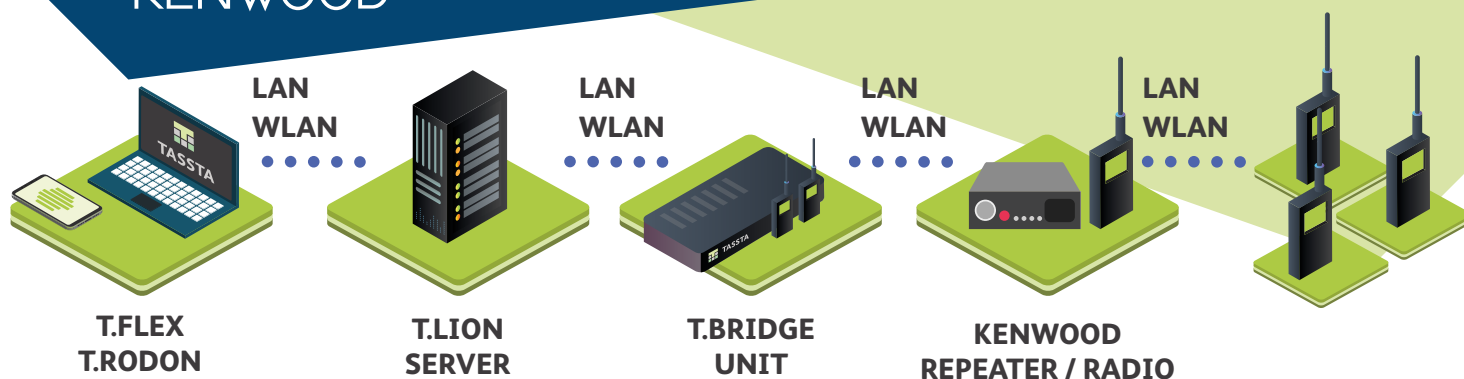 KENWOOD
LAN
WLAN
LAN
WLAN
LAN
WLAN
LAN
WLAN
TASSTA
TASSTA
T.FLEX
T.RODON
T.LION
SERVER
T.BRIDGE
UNIT
KENWOOD
REPEATER / RADIO